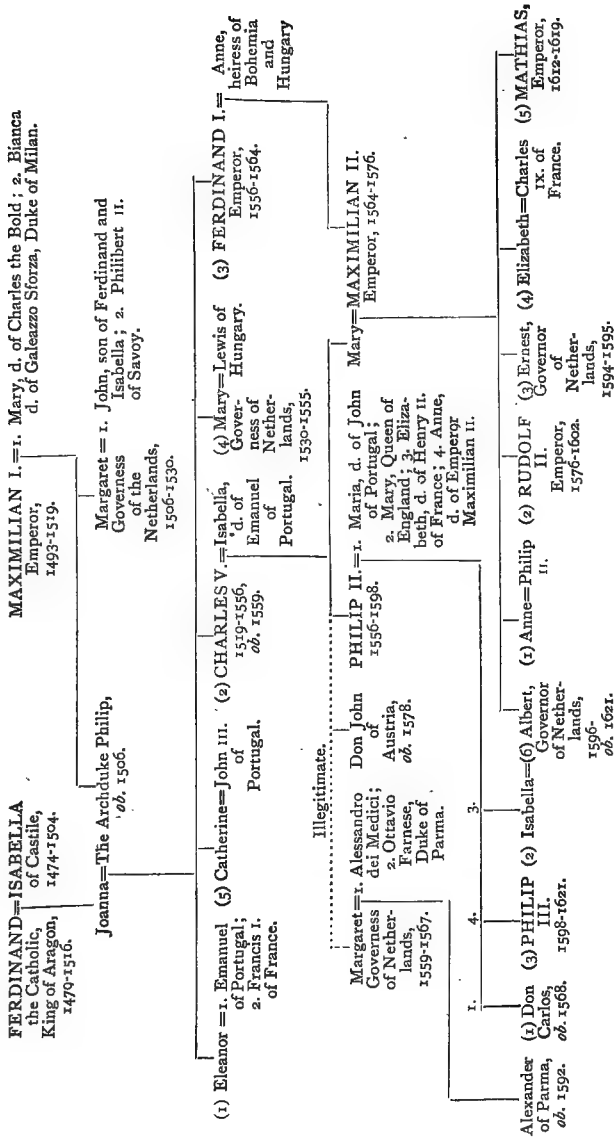 FERDINAND=ISABELLA
the Catholic, of Castile,
King of Aragon, 1474-1504.
1479-1516.
MAXIMILIAN I.=1. Mary, d. of Charles the Bold; 2. Bianca
Emperor, d. of Galeazzo Sforza, Duke of Milan.
1493-1519.
Joanna=The Archduke Philip,
ob. 1506.
Margaret=1. John, son of Ferdinand and
Governess Isabella; 2. Philibert II.
of the of Savoy.
Netherlands,
1506-1530.
(1) Eleanor=1. Emanuel
of Portugal;
2. Francis I.
of France.
(5) Catherine=John III.
of
Portugal.
(2) CHARLES V.=Isabella,
1519-1556, d. of
ob. 1559. Emanuel
of
Portugal.
(4) Mary=Lewis of
Gover- Hungary.
ness of
Nether-
lands,
1530-1555.
(3) FERDINAND I.=Anne,
Emperor, heiress of
1556-1564. Bohemia
and
Hungary
Illegitimate.
Margaret=1. Alessandro
Governess dei Medici;
of Nether- 2. Ottavio
lands, Farnese,
1559-1567. Duke of
Parma.
Don John
of
Austria,
ob. 1578.
PHILIP II.=1. Maria, d. of John
1556-1598. of Portugal;
2. Mary, Queen of
England; 3. Eliza-
beth, d. of Henry II.
of France; 4. Anne,
d. of Emperor
Maximilian II.
Mary=MAXIMILIAN II.
Emperor, 1564-1576.
1. 4. 3.
Alexander
of Parma,
ob. 1592.
(1) Don
Carlos,
ob. 1568.
(3) PHILIP
III.
1598-1621.
(2) Isabella=(6) Albert,
Governor
of Nether-
lands,
1596-
ob. 1621.
(1) Anne=Philip
II.
(2) RUDOLF
II.
Emperor,
1576-1602.
(3) Ernest,
Governor
of
Nether-
lands,
1594-1595.
(4) Elizabeth=Charles
IX. of
France.
(5) MATHIAS,
Emperor,
1612-1619.